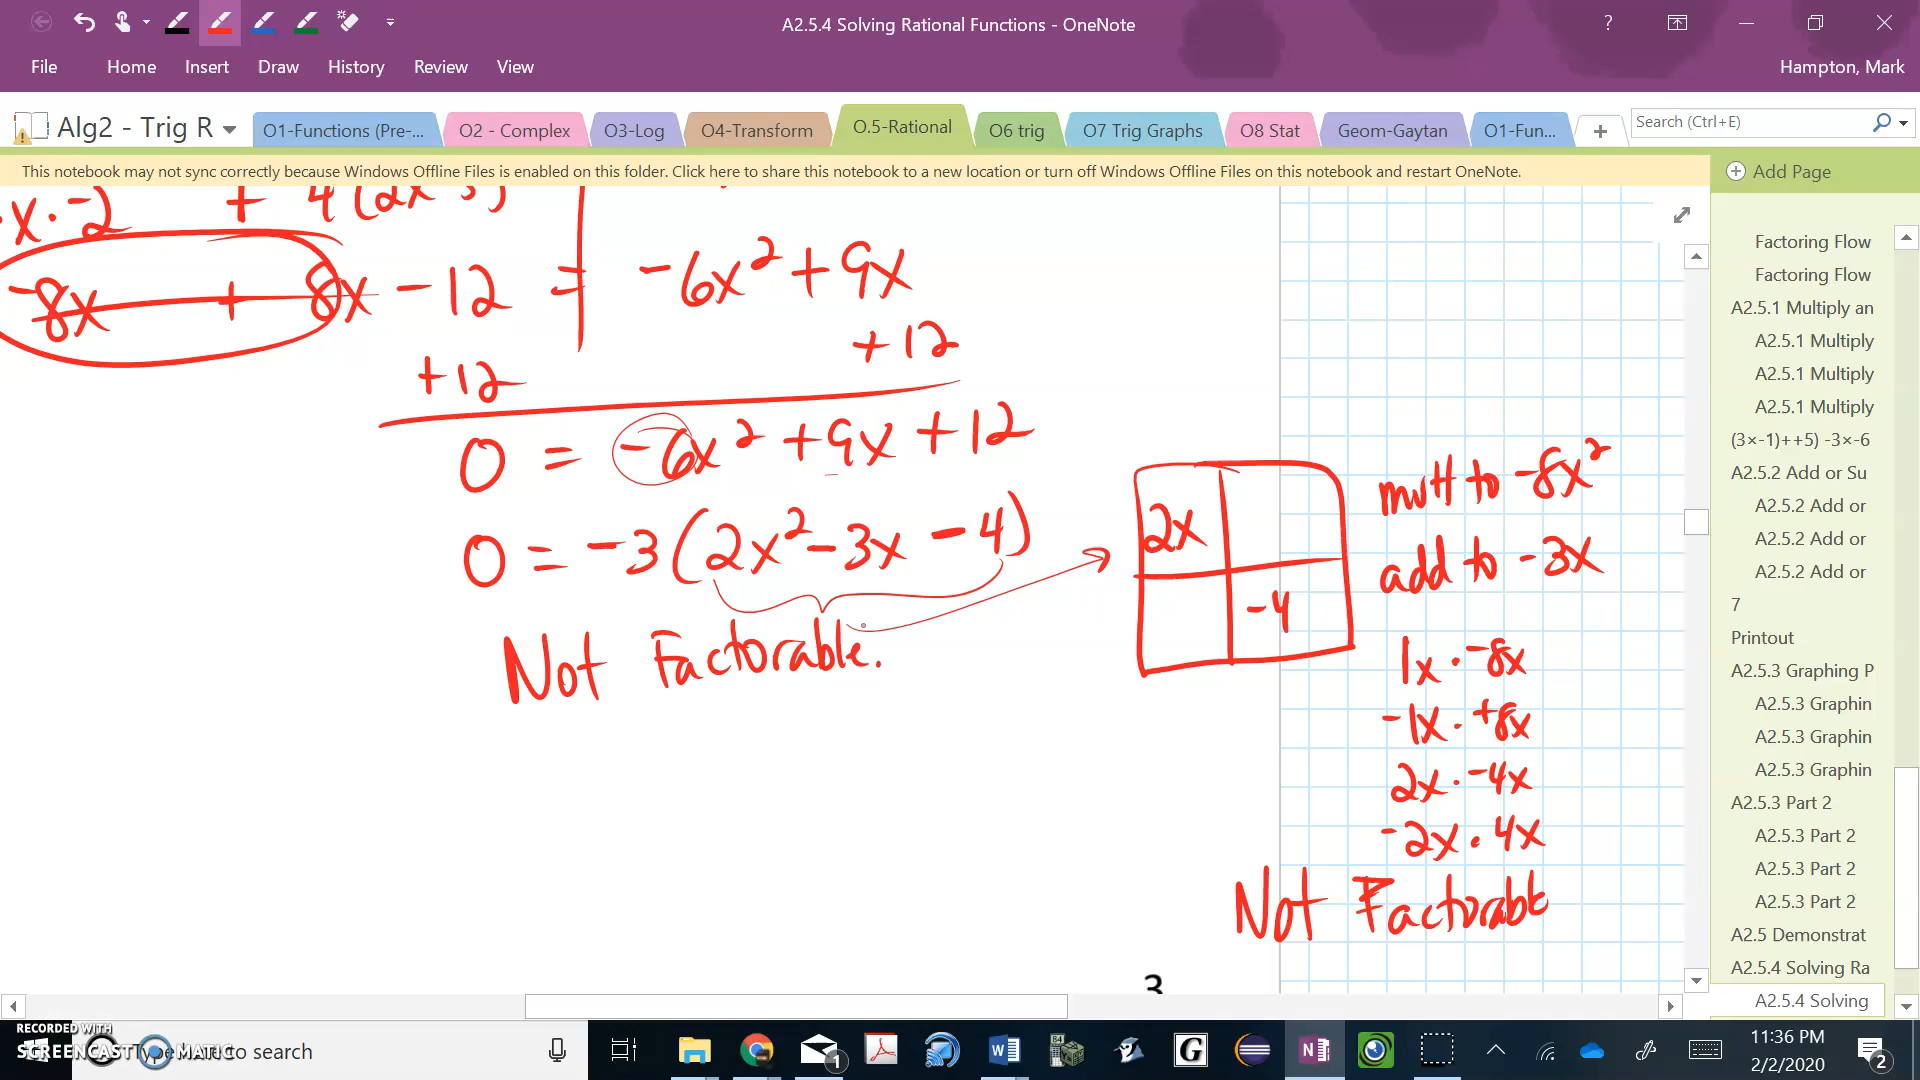 A2.5.4 Solving Rational Functions - OneNote
?
File
Home
Insert
Draw
History
Review
View
Hampton, Mark
Alg2 - Trig R
O1-Functions (Pre-...
O2 - Complex
O3-Log
O4-Transform
O.5-Rational
O6 trig
O7 Trig Graphs
O8 Stat
Geom-Gaytan
O1-Fun...
Search (Ctrl+E)
This notebook may not sync correctly because Windows Offline Files is enabled on this folder. Click here to share this notebook to a new location or turn off Windows Offline Files on this notebook and restart OneNote.
Add Page
x · -2 + 4(2x
-8x + 8x - 12 = -6x² + 9x
+12 +12
0 = -6x² + 9x + 12
0 = -3(2x² - 3x - 4)
Not Factorable.
2x
-4
mult to -8x²
add to -3x
1x · -8x
-1x · +8x
2x · -4x
-2x · 4x
Not Factorable
3
Factoring Flow
Factoring Flow
A2.5.1 Multiply an
A2.5.1 Multiply
A2.5.1 Multiply
A2.5.1 Multiply
(3×-1)++5) -3×-6
A2.5.2 Add or Su
A2.5.2 Add or
A2.5.2 Add or
A2.5.2 Add or
7
Printout
A2.5.3 Graphing P
A2.5.3 Graphin
A2.5.3 Graphin
A2.5.3 Graphin
A2.5.3 Part 2
A2.5.3 Part 2
A2.5.3 Part 2
A2.5.3 Part 2
A2.5 Demonstrat
A2.5.4 Solving Ra
A2.5.4 Solving
RECORDED WITH
SCREENCAST MATIC
to search
1
W
84
G
N
11:36 PM
2/2/2020
2